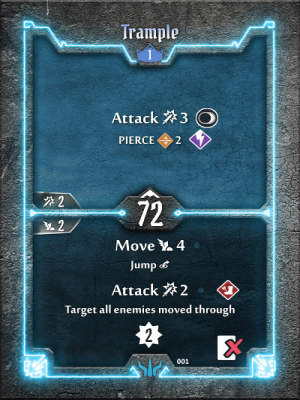 Trample
1
Attack 3
PIERCE 2
2
72
2
Move 4
Jump
Attack 2
Target all enemies moved through
2
001